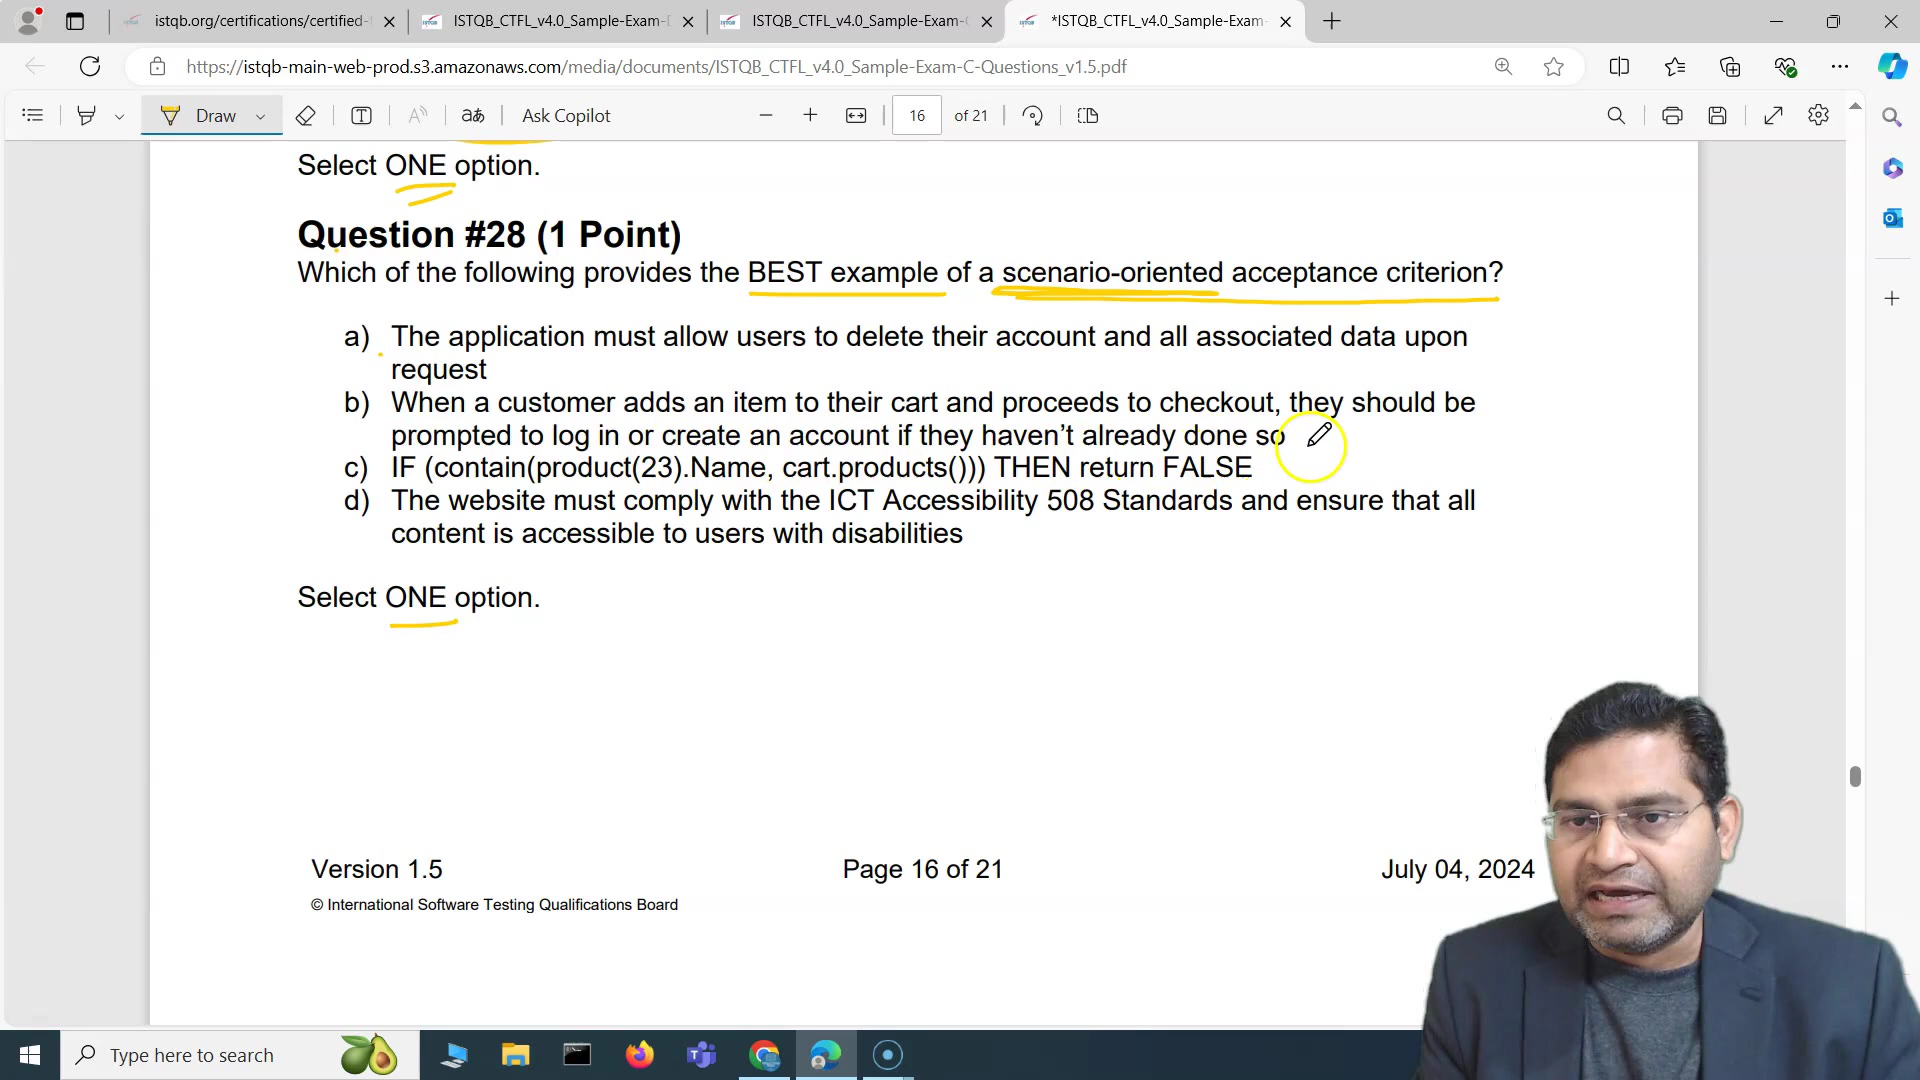 istqb.org/certifications/certified-
ISTQB_CTFL_v4.0_Sample-Exam-
ISTQB_CTFL_v4.0_Sample-Exam-
*ISTQB_CTFL_v4.0_Sample-Exam-
https://istqb-main-web-prod.s3.amazonaws.com/media/documents/ISTQB_CTFL_v4.0_Sample-Exam-C-Questions_v1.5.pdf
Draw
Ask Copilot
16 of 21
Select ONE option.
Question #28 (1 Point)
Which of the following provides the BEST example of a scenario-oriented acceptance criterion?
a) The application must allow users to delete their account and all associated data upon
request
b) When a customer adds an item to their cart and proceeds to checkout, they should be
prompted to log in or create an account if they haven't already done so
c) IF (contain(product(23).Name, cart.products())) THEN return FALSE
d) The website must comply with the ICT Accessibility 508 Standards and ensure that all
content is accessible to users with disabilities
Select ONE option.
Version 1.5 Page 16 of 21 July 04, 2024
© International Software Testing Qualifications Board
Type here to search